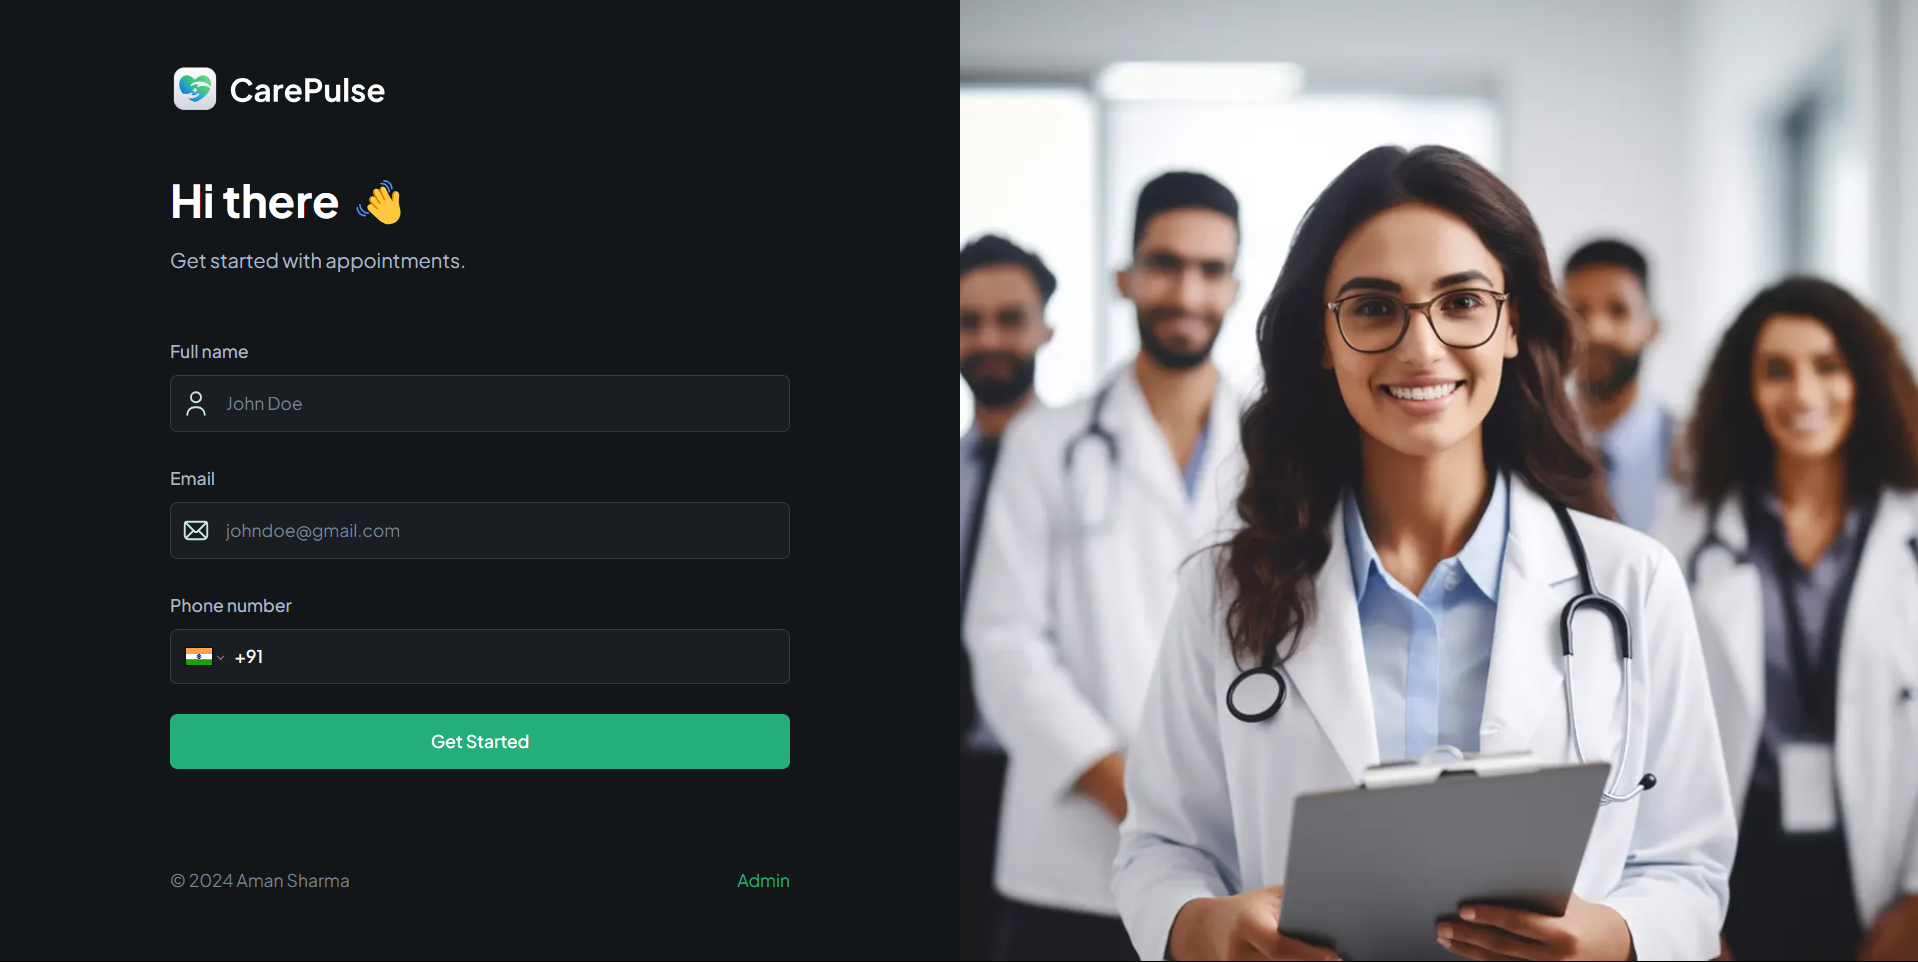 CarePulse
Hi there 👋
Get started with appointments.
Full name
John Doe
Email
johndoe@gmail.com
Phone number
+91
Get Started
© 2024 Aman Sharma
Admin